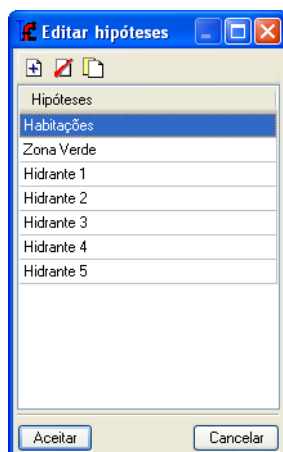 Editar hipóteses
Hipóteses
Habitações
Zona Verde
Hidrante 1
Hidrante 2
Hidrante 3
Hidrante 4
Hidrante 5
Aceitar Cancelar